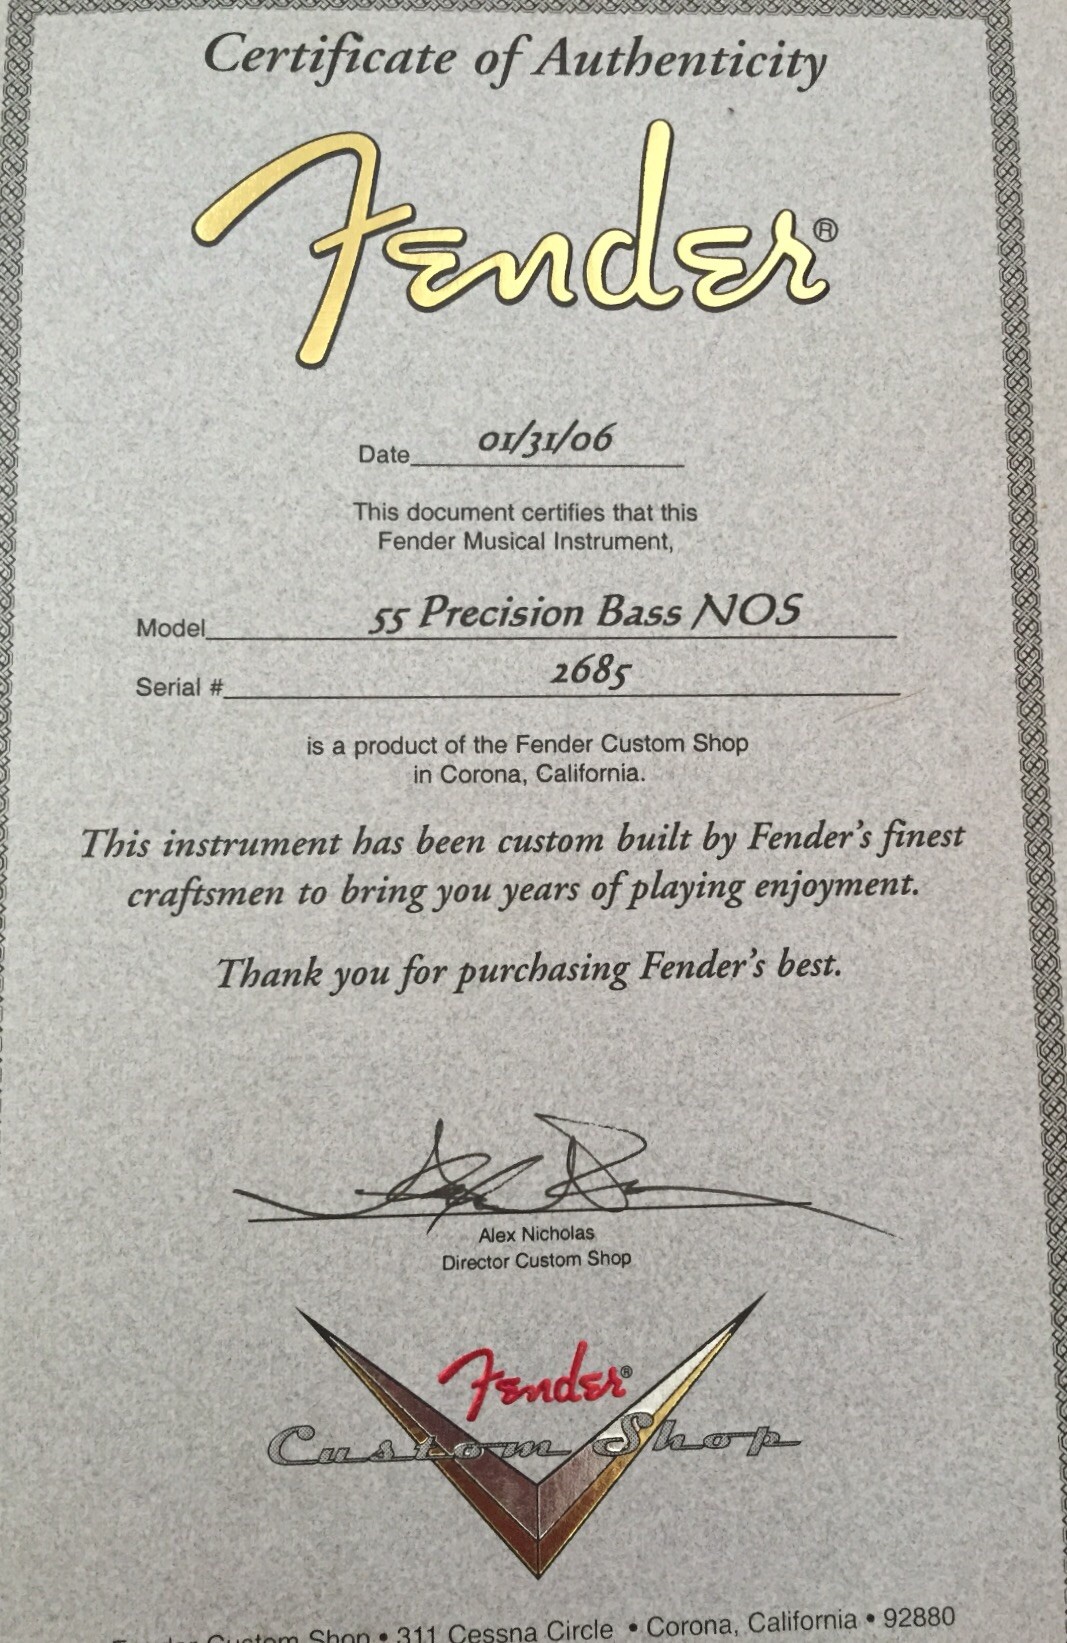 Certificate of Authenticity
Fender®
Date 01/31/06
This document certifies that this
Fender Musical Instrument,
Model 55 Precision Bass NOS
Serial # 2685
is a product of the Fender Custom Shop
in Corona, California.
This instrument has been custom built by Fender's finest
craftsmen to bring you years of playing enjoyment.
Thank you for purchasing Fender's best.
Alex Nicholas
Director Custom Shop
Fender®
Custom Shop
Fender Custom Shop • 311 Cessna Circle • Corona, California • 92880